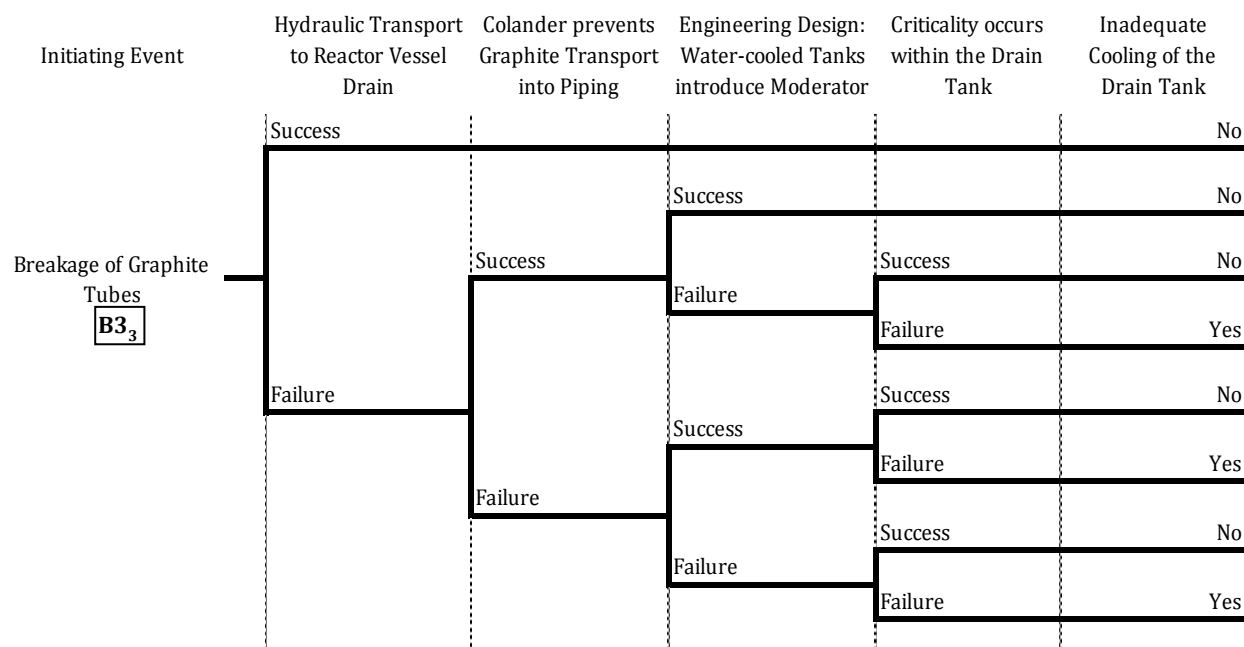 Initiating Event
Hydraulic Transport
to Reactor Vessel
Drain
Colander prevents
Graphite Transport
into Piping
Engineering Design:
Water-cooled Tanks
introduce Moderator
Criticality occurs
within the Drain
Tank
Inadequate
Cooling of the
Drain Tank
Success
No
Success
No
Breakage of Graphite
Tubes
B3₃
Success
Success
No
Failure
Failure
Yes
Failure
Success
No
Success
Failure
Yes
Failure
Success
No
Failure
Failure
Yes